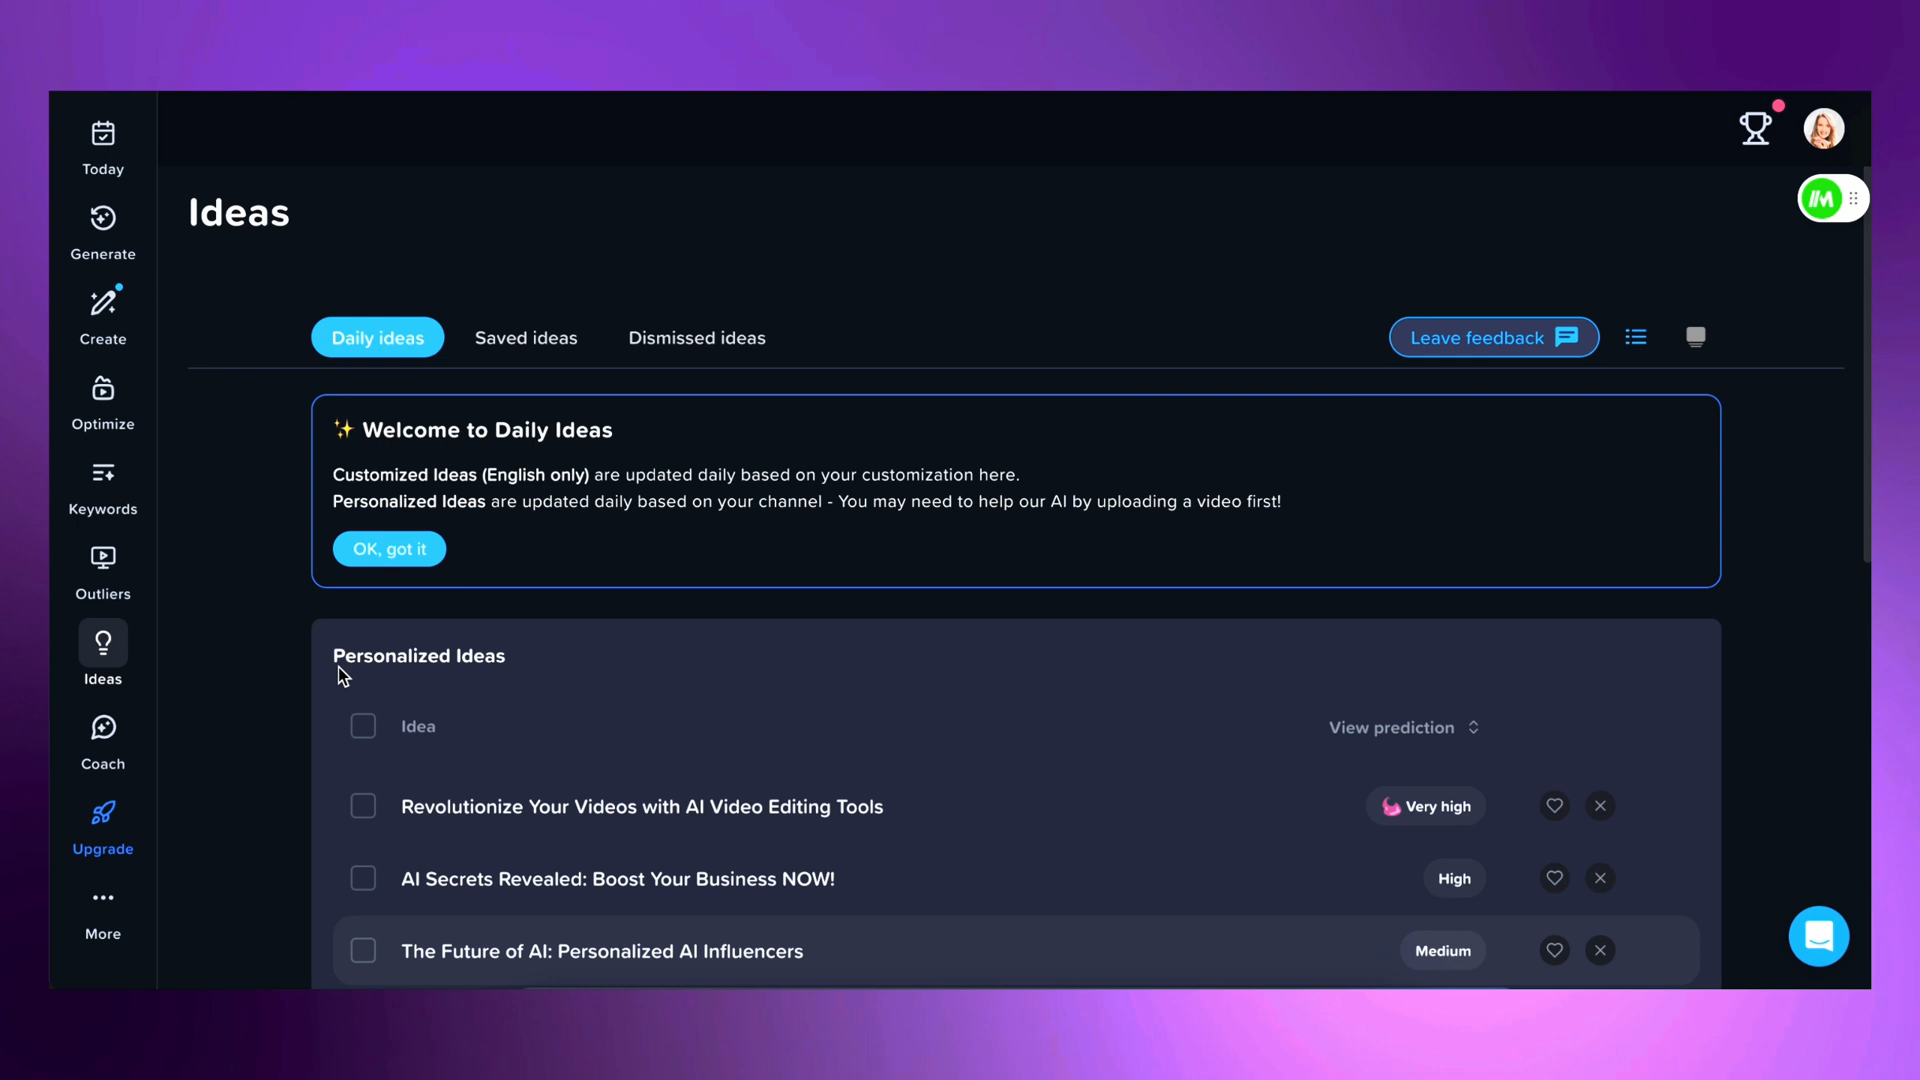 Today
Generate
Create
Optimize
Keywords
Outliers
Ideas
Coach
Upgrade
More
Ideas
Daily ideas
Saved ideas
Dismissed ideas
Leave feedback
✨ Welcome to Daily Ideas
Customized Ideas (English only) are updated daily based on your customization here.
Personalized Ideas are updated daily based on your channel - You may need to help our AI by uploading a video first!
OK, got it
Personalized Ideas
Idea
View prediction
Revolutionize Your Videos with AI Video Editing Tools
Very high
AI Secrets Revealed: Boost Your Business NOW!
High
The Future of AI: Personalized AI Influencers
Medium